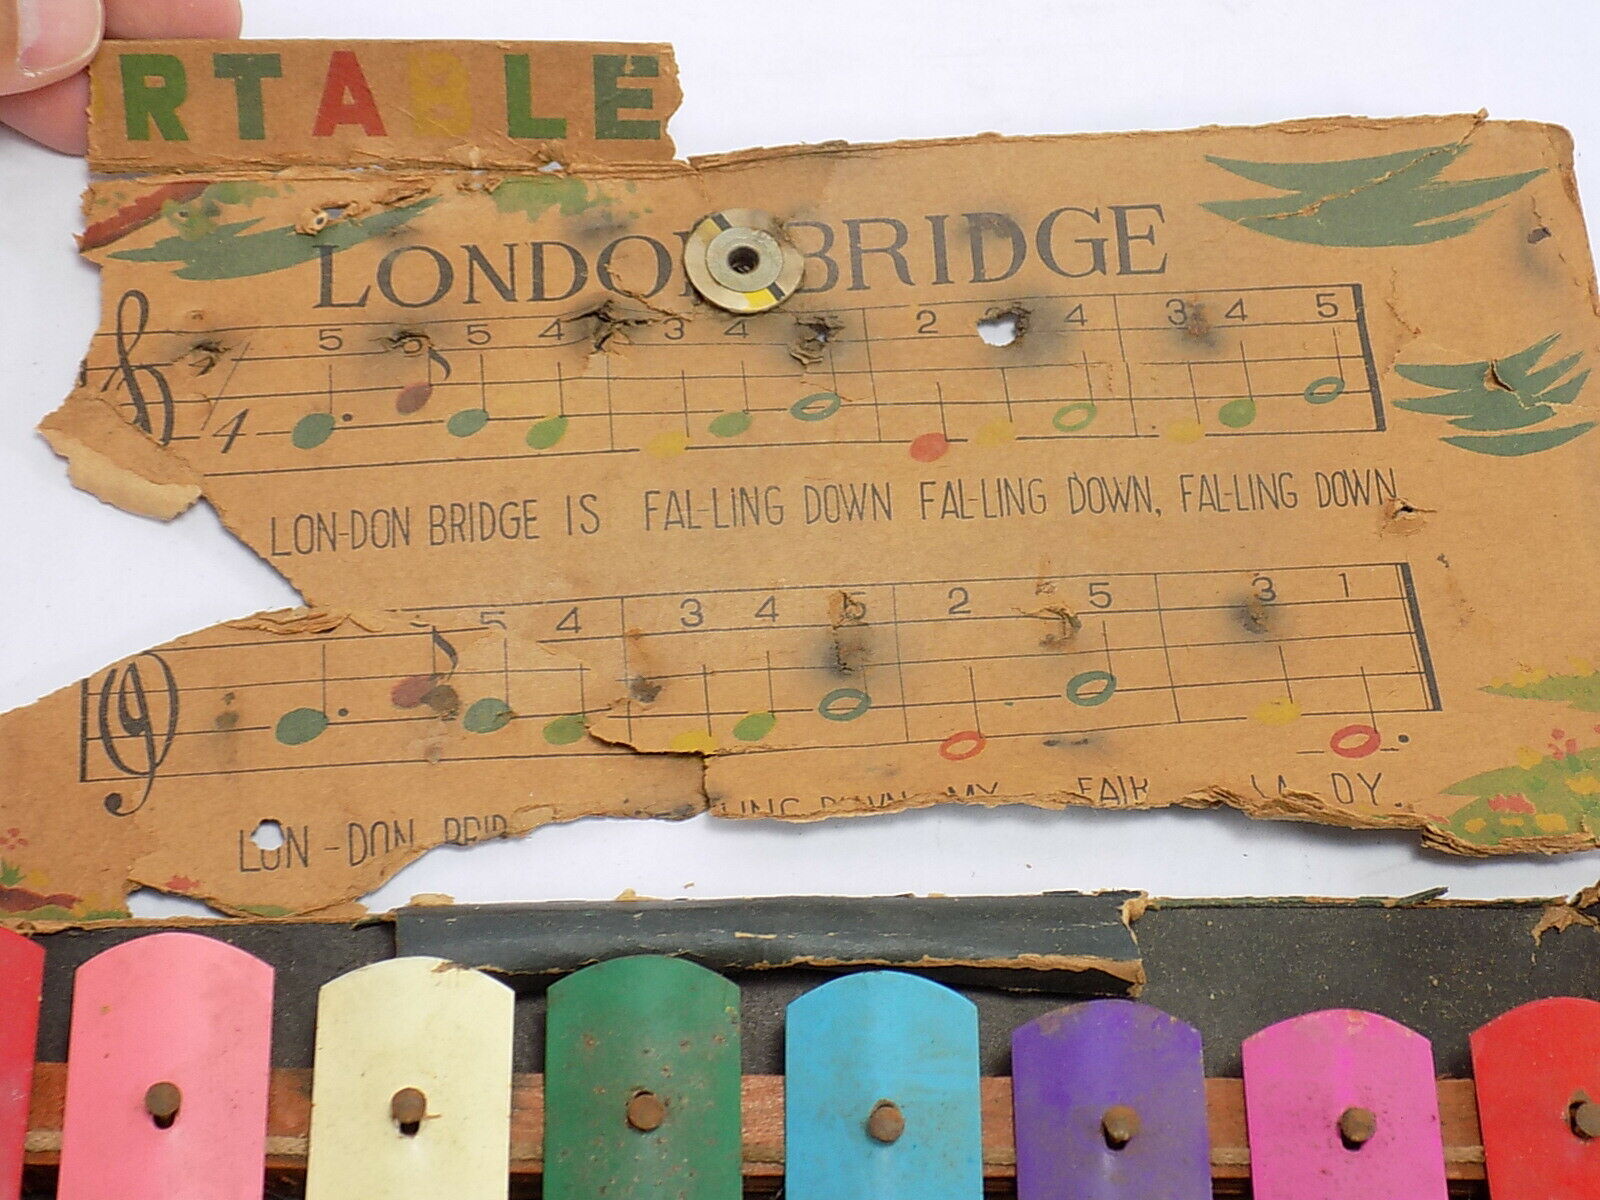 RTABLE
LONDON BRIDGE
5 5 4 3 4 2 4 3 4 5
4
LON-DON BRIDGE IS FAL-LING DOWN FAL-LING DOWN, FAL-LING DOWN
5 4 3 4 5 2 5 3 1
LON-DON MY FAIR LA DY.